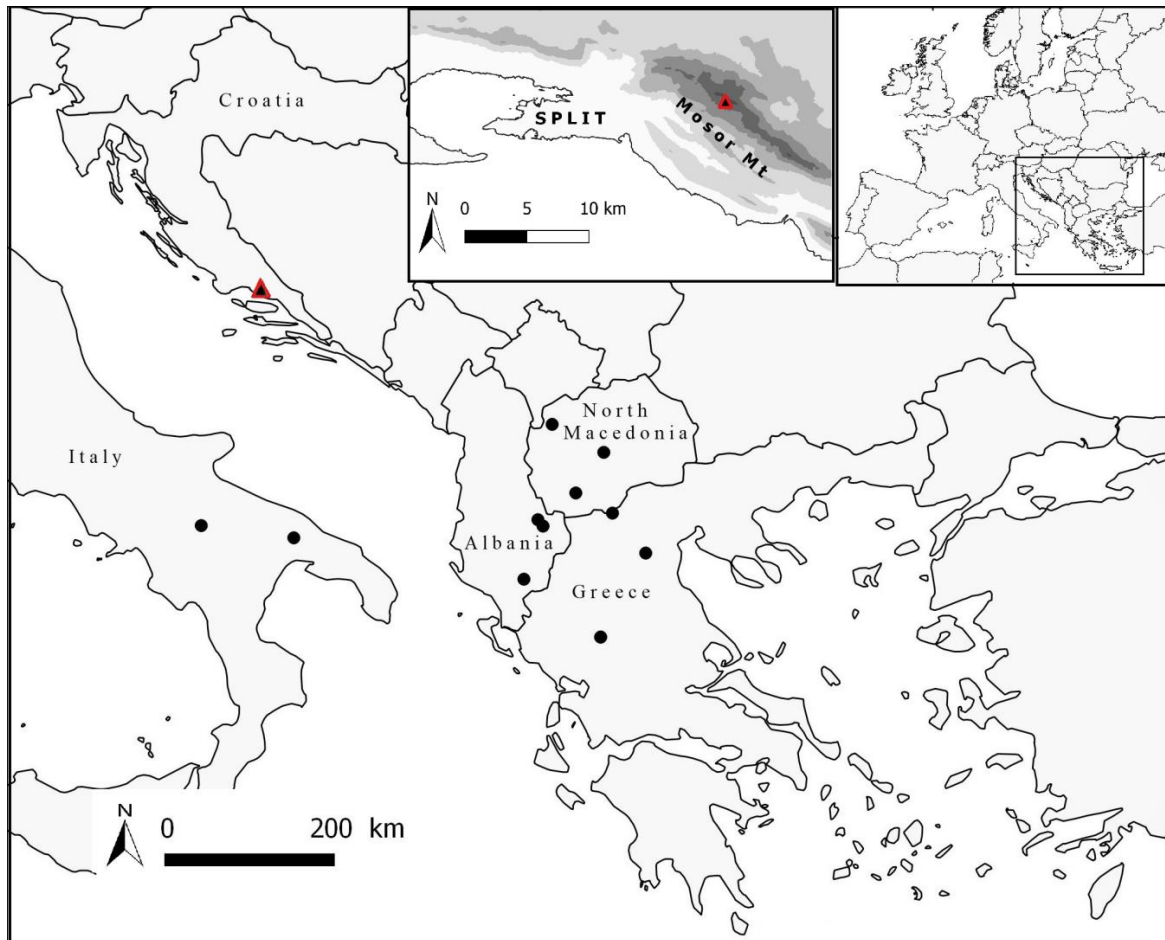 Croatia
SPLIT
Mosor Mt
N
0 5 10 km
North
Macedonia
Italy
Albania
Greece
N
0 200 km